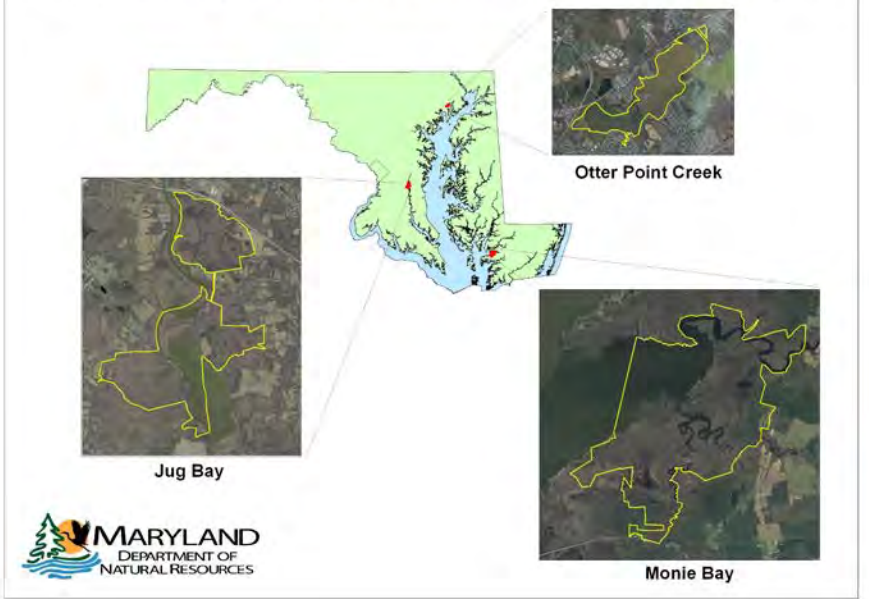 Otter Point Creek
Jug Bay
Monie Bay
MARYLAND
DEPARTMENT OF
NATURAL RESOURCES